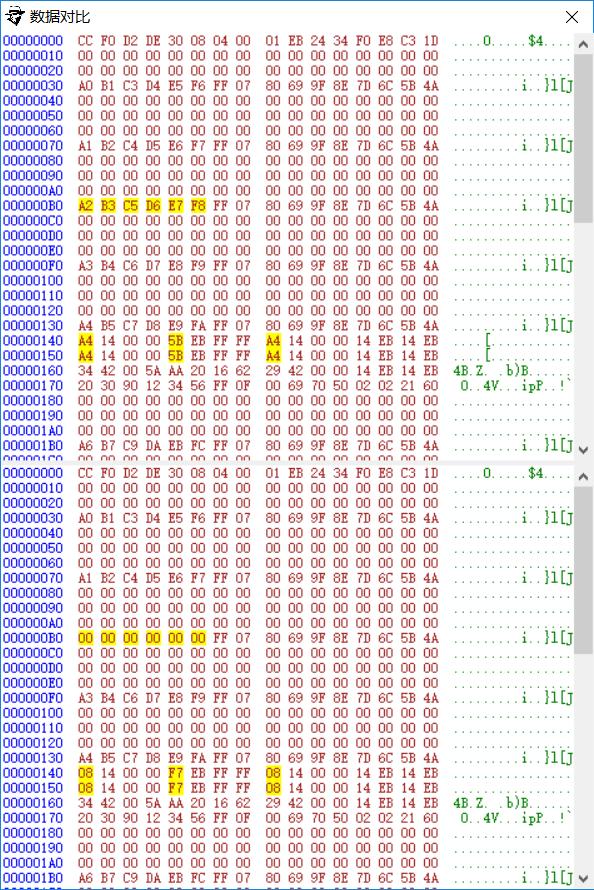 数据对比
00000000 CC F0 D2 DE 30 08 04 00 01 EB 24 34 F0 E8 C3 1D ....0.....$4....
00000010 00 00 00 00 00 00 00 00 00 00 00 00 00 00 00 00 ................
00000020 00 00 00 00 00 00 00 00 00 00 00 00 00 00 00 00 ................
00000030 A0 B1 C3 D4 E5 F6 FF 07 80 69 9F 8E 7D 6C 5B 4A .........i..}l[J
00000040 00 00 00 00 00 00 00 00 00 00 00 00 00 00 00 00 ................
00000050 00 00 00 00 00 00 00 00 00 00 00 00 00 00 00 00 ................
00000060 00 00 00 00 00 00 00 00 00 00 00 00 00 00 00 00 ................
00000070 A1 B2 C4 D5 E6 F7 FF 07 80 69 9F 8E 7D 6C 5B 4A .........i..}l[J
00000080 00 00 00 00 00 00 00 00 00 00 00 00 00 00 00 00 ................
00000090 00 00 00 00 00 00 00 00 00 00 00 00 00 00 00 00 ................
000000A0 00 00 00 00 00 00 00 00 00 00 00 00 00 00 00 00 ................
000000B0 A2 B3 C5 D6 E7 F8 FF 07 80 69 9F 8E 7D 6C 5B 4A .........i..}l[J
000000C0 00 00 00 00 00 00 00 00 00 00 00 00 00 00 00 00 ................
000000D0 00 00 00 00 00 00 00 00 00 00 00 00 00 00 00 00 ................
000000E0 00 00 00 00 00 00 00 00 00 00 00 00 00 00 00 00 ................
000000F0 A3 B4 C6 D7 E8 F9 FF 07 80 69 9F 8E 7D 6C 5B 4A .........i..}l[J
00000100 00 00 00 00 00 00 00 00 00 00 00 00 00 00 00 00 ................
00000110 00 00 00 00 00 00 00 00 00 00 00 00 00 00 00 00 ................
00000120 00 00 00 00 00 00 00 00 00 00 00 00 00 00 00 00 ................
00000130 A4 B5 C7 D8 E9 FA FF 07 80 69 9F 8E 7D 6C 5B 4A .........i..}l[J
00000140 A4 14 00 00 5B EB FF FF A4 14 00 00 14 EB 14 EB ....[...........
00000150 A4 14 00 00 5B EB FF FF A4 14 00 00 14 EB 14 EB ....[...........
00000160 34 42 00 5A AA 20 16 62 29 42 00 00 14 EB 14 EB 4B.Z. .b)B......
00000170 20 30 90 12 34 56 FF 0F 00 69 70 50 02 02 21 60  0..4V...ipP..!`
00000180 00 00 00 00 00 00 00 00 00 00 00 00 00 00 00 00 ................
00000190 00 00 00 00 00 00 00 00 00 00 00 00 00 00 00 00 ................
000001A0 00 00 00 00 00 00 00 00 00 00 00 00 00 00 00 00 ................
000001B0 A6 B7 C9 DA EB FC FF 07 80 69 9F 8E 7D 6C 5B 4A .........i..}l[J
00000000 CC F0 D2 DE 30 08 04 00 01 EB 24 34 F0 E8 C3 1D ....0.....$4....
00000010 00 00 00 00 00 00 00 00 00 00 00 00 00 00 00 00 ................
00000020 00 00 00 00 00 00 00 00 00 00 00 00 00 00 00 00 ................
00000030 A0 B1 C3 D4 E5 F6 FF 07 80 69 9F 8E 7D 6C 5B 4A .........i..}l[J
00000040 00 00 00 00 00 00 00 00 00 00 00 00 00 00 00 00 ................
00000050 00 00 00 00 00 00 00 00 00 00 00 00 00 00 00 00 ................
00000060 00 00 00 00 00 00 00 00 00 00 00 00 00 00 00 00 ................
00000070 A1 B2 C4 D5 E6 F7 FF 07 80 69 9F 8E 7D 6C 5B 4A .........i..}l[J
00000080 00 00 00 00 00 00 00 00 00 00 00 00 00 00 00 00 ................
00000090 00 00 00 00 00 00 00 00 00 00 00 00 00 00 00 00 ................
000000A0 00 00 00 00 00 00 00 00 00 00 00 00 00 00 00 00 ................
000000B0 00 00 00 00 00 00 FF 07 80 69 9F 8E 7D 6C 5B 4A .........i..}l[J
000000C0 00 00 00 00 00 00 00 00 00 00 00 00 00 00 00 00 ................
000000D0 00 00 00 00 00 00 00 00 00 00 00 00 00 00 00 00 ................
000000E0 00 00 00 00 00 00 00 00 00 00 00 00 00 00 00 00 ................
000000F0 A3 B4 C6 D7 E8 F9 FF 07 80 69 9F 8E 7D 6C 5B 4A .........i..}l[J
00000100 00 00 00 00 00 00 00 00 00 00 00 00 00 00 00 00 ................
00000110 00 00 00 00 00 00 00 00 00 00 00 00 00 00 00 00 ................
00000120 00 00 00 00 00 00 00 00 00 00 00 00 00 00 00 00 ................
00000130 A4 B5 C7 D8 E9 FA FF 07 80 69 9F 8E 7D 6C 5B 4A .........i..}l[J
00000140 08 14 00 00 F7 EB FF FF 08 14 00 00 14 EB 14 EB ................
00000150 08 14 00 00 F7 EB FF FF 08 14 00 00 14 EB 14 EB ................
00000160 34 42 00 5A AA 20 16 62 29 42 00 00 14 EB 14 EB 4B.Z. .b)B......
00000170 20 30 90 12 34 56 FF 0F 00 69 70 50 02 02 21 60  0..4V...ipP..!`
00000180 00 00 00 00 00 00 00 00 00 00 00 00 00 00 00 00 ................
00000190 00 00 00 00 00 00 00 00 00 00 00 00 00 00 00 00 ................
000001A0 00 00 00 00 00 00 00 00 00 00 00 00 00 00 00 00 ................
000001B0 A6 B7 C9 DA EB FC FF 07 80 69 9F 8E 7D 6C 5B 4A .........i..}l[J